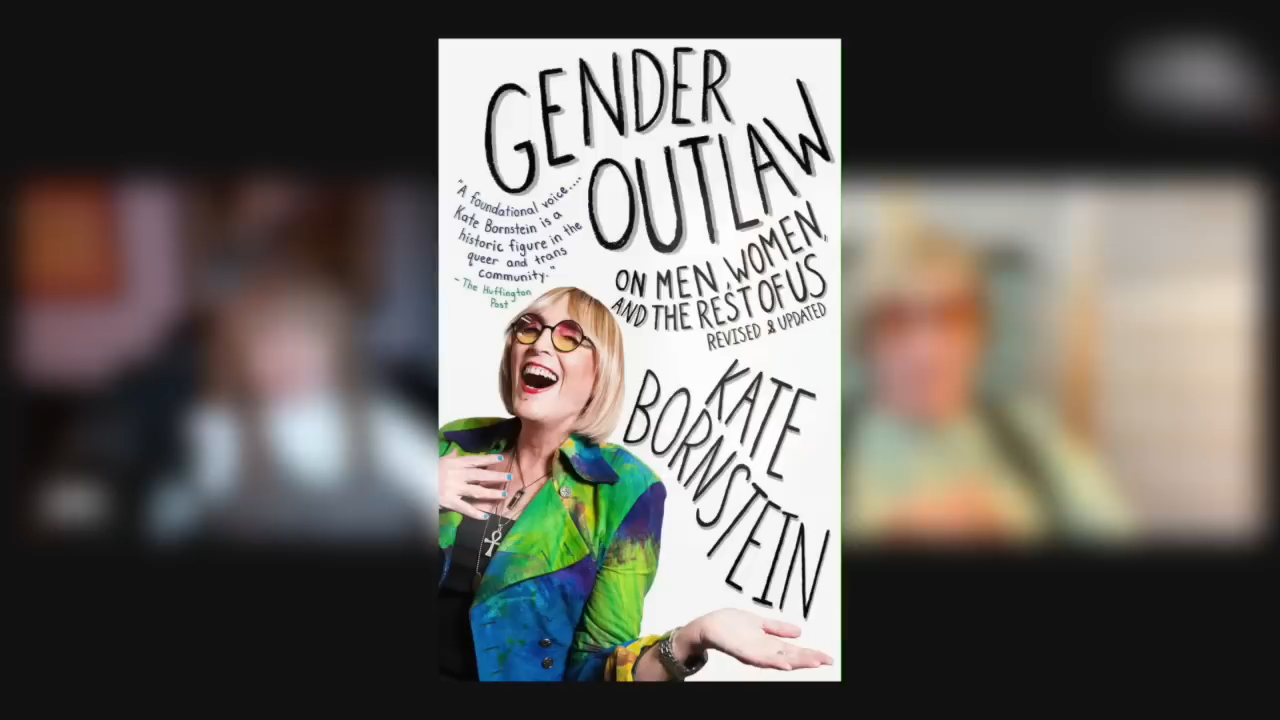 GENDER
OUTLAW
"A foundational voice....
Kate Bornstein is a
historic figure in the
queer and trans
community."
- The Huffington
Post
ON MEN, WOMEN,
AND THE REST OF US
REVISED & UPDATED
KATE
BORNSTEIN